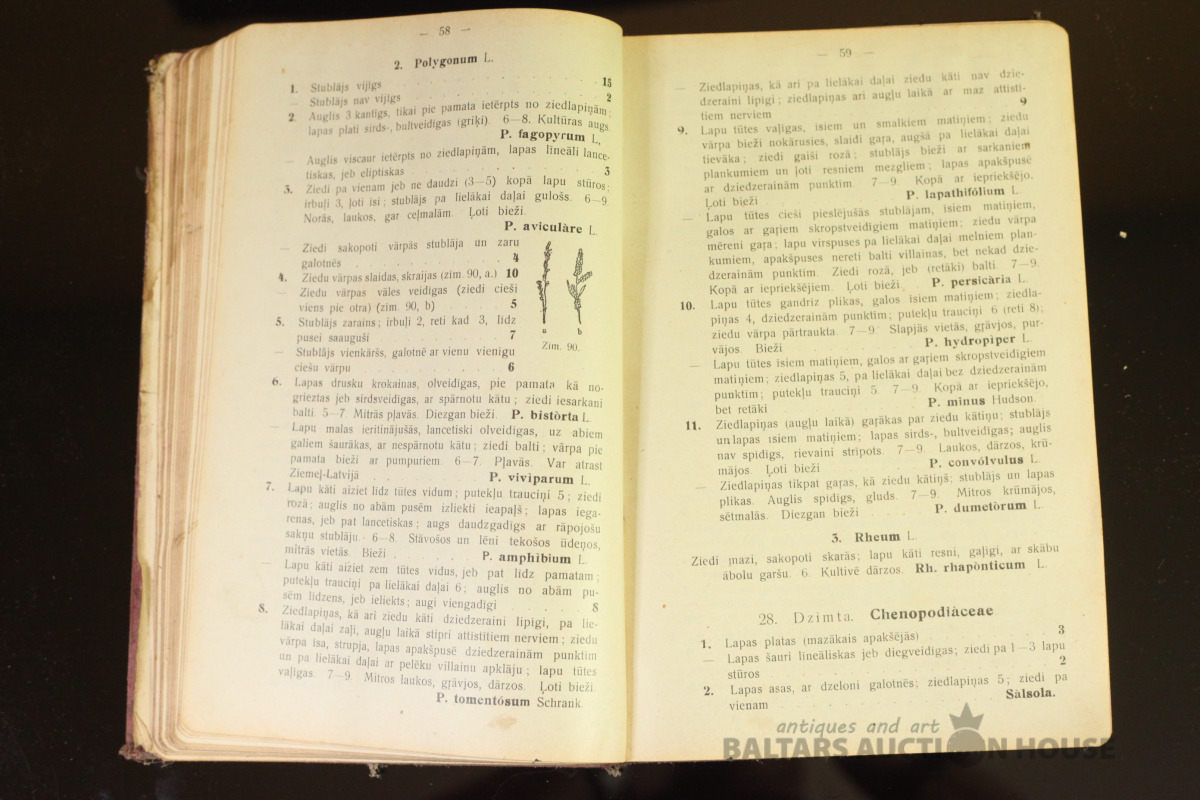 — 58 —
2. Polygonum L.
1. Stublājs vijīgs . . . . . 15
— Stublājs nav vijīgs . . . . . 2
2. Auglis 3 kantīgs, tikai pie pamata ietērpts no ziedlapiņām;
lapas plati sirds-, bultveidīgas (griķi). 6—8. Kultūras augs.
P. fagopyrum L.
— Auglis viscaur ietērpts no ziedlapiņām, lapas lineāli lance-
tiskas, jeb eliptiskas . . . . . 3
3. Ziedi pa vienam jeb ne daudzi (3—5) kopā lapu stūros;
irbuļi 3, ļoti īsi; stublājs pa lielākai daļai gulošs. 6—9.
Norās, laukos, gar ceļmalām. Ļoti bieži.
P. aviculàre L.
— Ziedi sakopoti vārpās stublāja un zaru
galotnēs . . . . . 4
4. Ziedu vārpas slaidas, skraijas (zim. 90, a.) 10
— Ziedu vārpas vāles veidīgas (ziedi cieši
viens pie otra) (zim. 90, b) . . . 5
5. Stublājs zarains; irbuļi 2, reti kad 3, līdz
pusei saauguši . . . . . 7
— Stublājs vienkāršs, galotnē ar vienu vienīgu
ciešu vārpu . . . . . 6
a b
Zim. 90.
6. Lapas drusku krokainas, olveidīgas, pie pamata kā no-
grieztas jeb sirdsveidīgas, ar spārnotu kātu; ziedi iesarkani
balti. 5—7. Mitrās pļavās. Diezgan bieži. P. bistòrta L.
— Lapu malas ieritinājušās, lancetiski olveidīgas, uz abiem
galiem šaurākas, ar nespārnotu kātu; ziedi balti; vārpa pie
pamata bieži ar pumpuriem. 6—7. Pļavās. Var atrast
Ziemeļ-Latvijā . . . . . P. vivìparum L.
7. Lapu kāti aiziet līdz tūtes vidum; putekļu trauciņi 5; ziedi
rozā; auglis no abām pusēm izliekti ieapaļš; lapas iega-
renas, jeb pat lancetiskas; augs daudzgadīgs ar rāpojošu
sakņu stublāju. 6—8. Stāvošos un lēni tekošos ūdeņos,
mitrās vietās. Bieži . . . . . P. amphìbium L.
— Lapu kāti aiziet zem tūtes vidus, jeb pat līdz pamatam;
putekļu trauciņi pa lielākai daļai 6; auglis no abām pu-
sēm līdzens, jeb ieliekts; augi viengadīgi . . . . 8
8. Ziedlapiņas, kā arī ziedu kāti dziedzeraini lipīgi, pa lie-
lākai daļai zaļi, augļu laikā stipri attīstītiem nerviem; ziedu
vārpa īsa, strupja, lapas apakšpusē dziedzerainām punktīm
un pa lielākai daļai ar pelēku villainu apklāju; lapu tūtes
vaļīgas. 7—9. Mitros laukos, gŗāvjos, dārzos. Ļoti bieži.
P. tomentósum Schrank.
— 59 —
— Ziedlapiņas, kā arī pa lielākai daļai ziedu kāti nav dzie-
dzeraini lipīgi; ziedlapiņas arī augļu laikā ar maz attīstī-
tiem nerviem . . . . . 9
9. Lapu tūtes vaļīgas, īsiem un smalkiem matiņiem; ziedu
vārpa bieži nokārusies, slaidi gaŗa, augšā pa lielākai daļai
tievāka; ziedi gaiši rozā; stublājs bieži ar sarkaniem
plankumiem un ļoti resniem mezgliem; lapas apakšpusē
ar dziedzerainām punktīm. 7—9. Kopā ar iepriekšējo.
Ļoti bieži . . . . . P. lapathifólium L.
— Lapu tūtes cieši pieslējušās stublājam, īsiem matiņiem,
galos ar gaŗiem skropstveidīgiem matiņiem; ziedu vārpa
mēreni gaŗa; lapu virspuses pa lielākai daļai melniem plan-
kumiem, apakšpuses nereti balti villainas, bet nekad dzie-
dzerainām punktīm. Ziedi rozā, jeb (retāki) balti. 7—9.
Kopā ar iepriekšējiem. Ļoti bieži. P. persicària L.
10. Lapu tūtes gandrīz plikas, galos īsiem matiņiem; ziedla-
piņas 4, dziedzerainām punktīm; putekļu trauciņi 6 (reti 8);
ziedu vārpa pārtraukta. 7—9. Slapjās vietās, gŗāvjos, pur-
vājos. Bieži . . . . . P. hydropìper L.
— Lapu tūtes īsiem matiņiem, galos ar gaŗiem skropstveidīgiem
matiņiem; ziedlapiņas 5, pa lielākai daļai bez dziedzerainām
punktīm; putekļu trauciņi 5. 7—9. Kopā ar iepriekšējo,
bet retāki . . . . . P. mìnus Hudson.
11. Ziedlapiņas (augļu laikā) gaŗākas par ziedu kātiņu; stublājs
un lapas īsiem matiņiem; lapas sirds-, bultveidīgas; auglis
nav spīdīgs, rievaini strīpots. 7—9. Laukos, dārzos, krū-
mājos. Ļoti bieži . . . . . P. convólvulus L.
— Ziedlapiņas tikpat gaŗas, kā ziedu kātiņš; stublājs un lapas
plikas. Auglis spīdīgs, gluds. 7—9. Mitros krūmājos,
sētmalās. Diezgan bieži . . . . . P. dumetòrum L.
3. Rheum L.
Ziedi mazi, sakopoti skarās; lapu kāti resni, gaļīgi, ar skābu
ābolu garšu. 6. Kultivē dārzos. Rh. rhapònticum L.
28. Dzimta. Chenopodiàceae
1. Lapas platas (mazākais apakšējās) . . . . . 3
— Lapas šauri lineāliskas jeb diegveidīgas; ziedi pa 1—3 lapu
stūros . . . . . 2
2. Lapas asas, ar dzeloni galotnēs; ziedlapiņas 5; ziedi pa
vienam . . . . . Sàlsola.
antiques and art
BALTARS AUCTION HOUSE